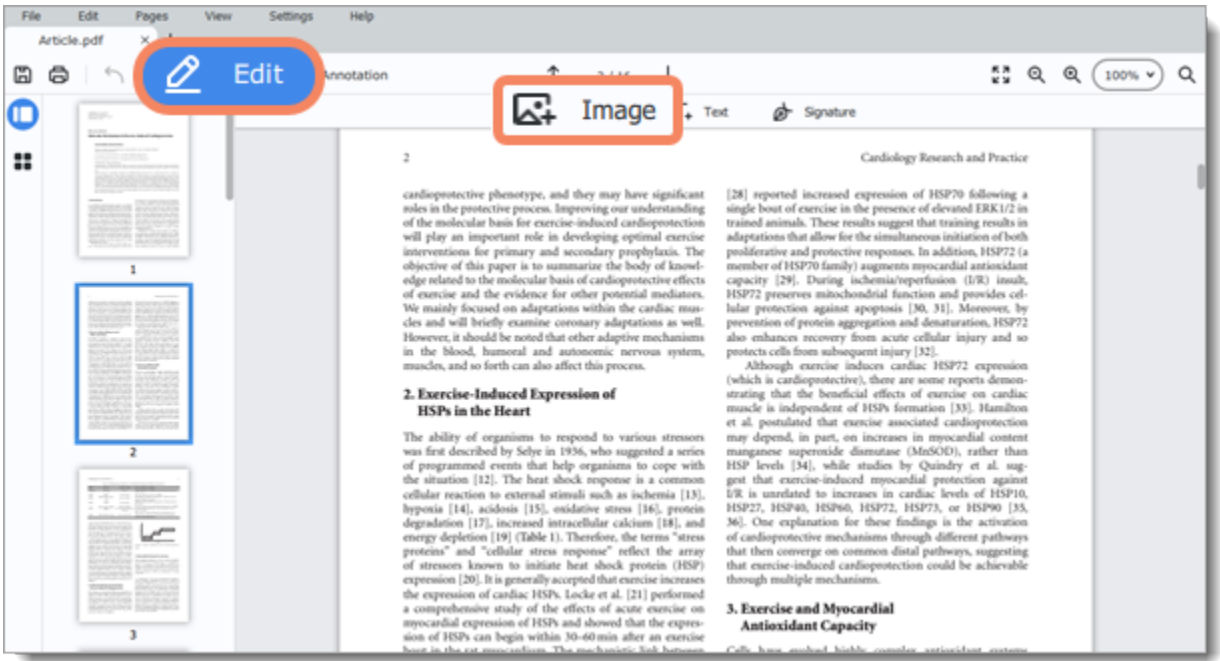 File Edit Pages View Settings Help
Article.pdf
Edit
Annotation
100%
Image
Text
Signature
1
2
3
2
Cardiology Research and Practice
cardioprotective phenotype, and they may have significant
roles in the protective process. Improving our understanding
of the molecular basis for exercise-induced cardioprotection
will play an important role in developing optimal exercise
interventions for primary and secondary prophylaxis. The
objective of this paper is to summarize the body of knowl-
edge related to the molecular basis of cardioprotective effects
of exercise and the evidence for other potential mediators.
We mainly focused on adaptations within the cardiac mus-
cles and will briefly examine coronary adaptations as well.
However, it should be noted that other adaptive mechanisms
in the blood, humoral and autonomic nervous system,
muscles, and so forth can also affect this process.
2. Exercise-Induced Expression of
HSPs in the Heart
The ability of organisms to respond to various stressors
was first described by Selye in 1936, who suggested a series
of programmed events that help organisms to cope with
the situation [12]. The heat shock response is a common
cellular reaction to external stimuli such as ischemia [13],
hypoxia [14], acidosis [15], oxidative stress [16], protein
degradation [17], increased intracellular calcium [18], and
energy depletion [19] (Table 1). Therefore, the terms "stress
proteins" and "cellular stress response" reflect the array
of stressors known to initiate heat shock protein (HSP)
expression [20]. It is generally accepted that exercise increases
the expression of cardiac HSPs. Locke et al. [21] performed
a comprehensive study of the effects of acute exercise on
myocardial expression of HSPs and showed that the expres-
sion of HSPs can begin within 30–60 min after an exercise
bout in the rat myocardium. The mechanistic link between
[28] reported increased expression of HSP70 following a
single bout of exercise in the presence of elevated ERK1/2 in
trained animals. These results suggest that training results in
adaptations that allow for the simultaneous initiation of both
proliferative and protective responses. In addition, HSP72 (a
member of HSP70 family) augments myocardial antioxidant
capacity [29]. During ischemia/reperfusion (I/R) insult,
HSP72 preserves mitochondrial function and provides cel-
lular protection against apoptosis [30, 31]. Moreover, by
prevention of protein aggregation and denaturation, HSP72
also enhances recovery from acute cellular injury and so
protects cells from subsequent injury [32].
Although exercise induces cardiac HSP72 expression
(which is cardioprotective), there are some reports demon-
strating that the beneficial effects of exercise on cardiac
muscle is independent of HSPs formation [33]. Hamilton
et al. postulated that exercise associated cardioprotection
may depend, in part, on increases in myocardial content
manganese superoxide dismutase (MnSOD), rather than
HSP levels [34], while studies by Quindry et al. sug-
gest that exercise-induced myocardial protection against
I/R is unrelated to increases in cardiac levels of HSP10,
HSP27, HSP40, HSP60, HSP72, HSP73, or HSP90 [35,
36]. One explanation for these findings is the activation
of cardioprotective mechanisms through different pathways
that then converge on common distal pathways, suggesting
that exercise-induced cardioprotection could be achievable
through multiple mechanisms.
3. Exercise and Myocardial
Antioxidant Capacity
Cells have evolved highly complex antioxidant systems